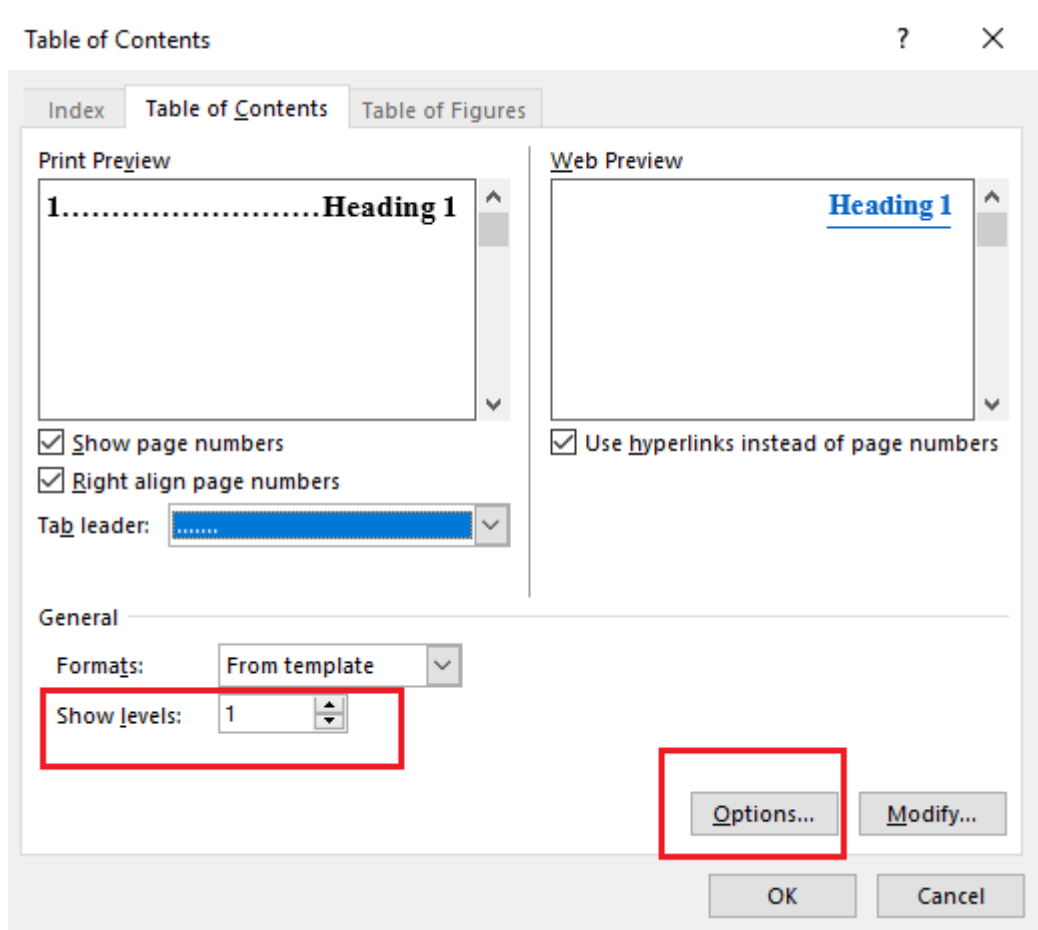 Table of Contents ?
Index Table of Contents Table of Figures
Print Preview
1..........................Heading 1
Show page numbers
Right align page numbers
Tab leader: .......
Web Preview
Heading 1
Use hyperlinks instead of page numbers
General
Formats: From template
Show levels: 1
Options... Modify...
OK Cancel